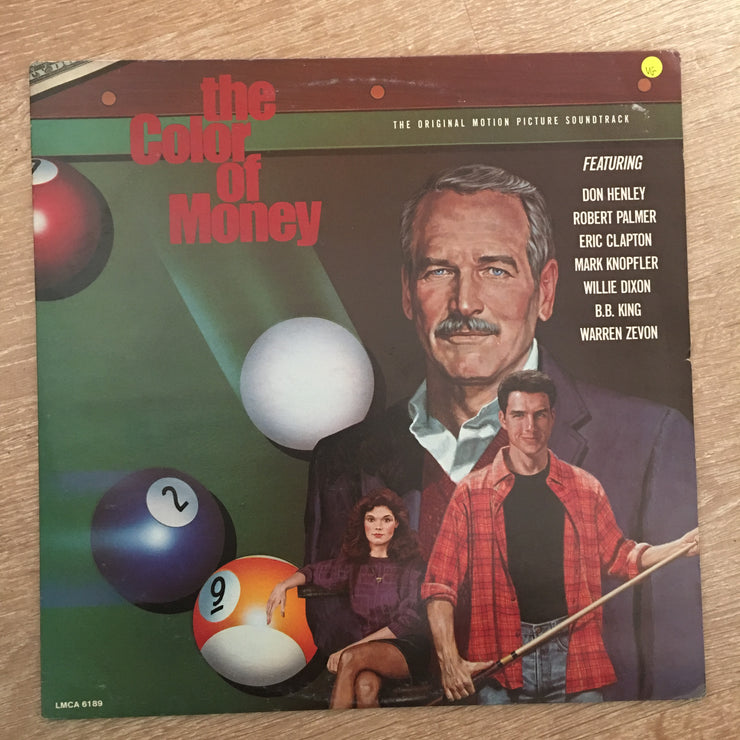 the
Color
of
Money
THE ORIGINAL MOTION PICTURE SOUNDTRACK
FEATURING
DON HENLEY
ROBERT PALMER
ERIC CLAPTON
MARK KNOPFLER
WILLIE DIXON
B.B. KING
WARREN ZEVON
2
9
LMCA 6189